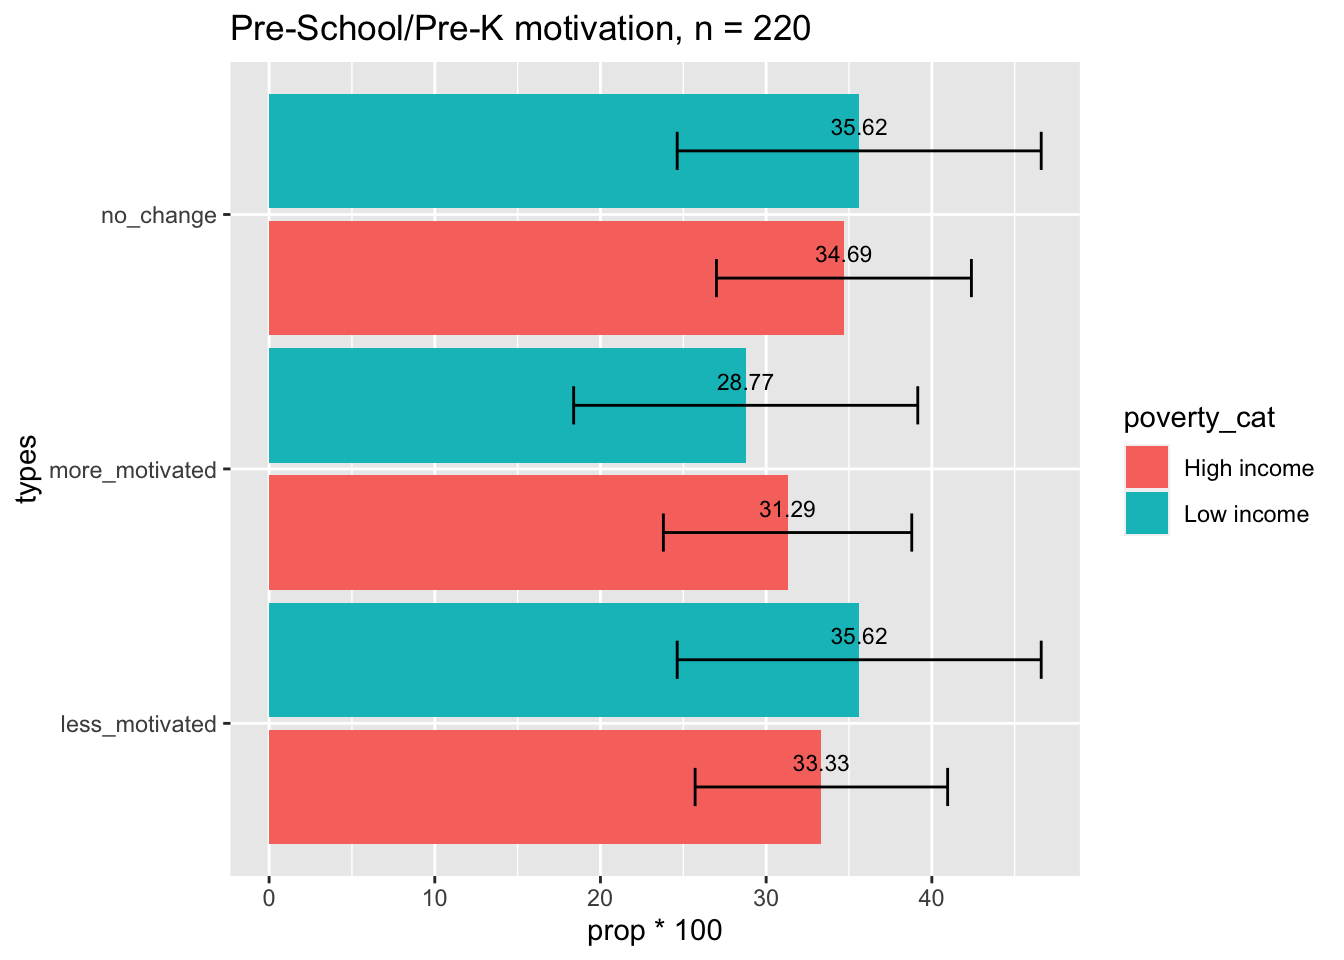 Pre-School/Pre-K motivation, n = 220
35.62
no_change
34.69
28.77
types
more_motivated
31.29
35.62
less_motivated
33.33
0 10 20 30 40
prop * 100
poverty_cat
High income
Low income